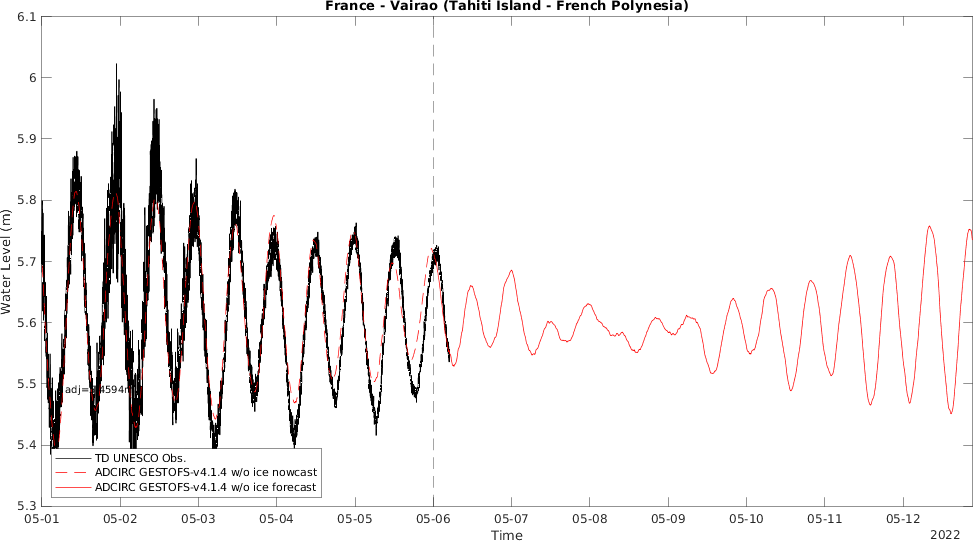 France - Vairao (Tahiti Island - French Polynesia)
6.1
6
5.9
5.8
5.7
5.6
5.5
5.4
5.3
Water Level (m)
TD UNESCO Obs.
ADCIRC GESTOFS-v4.1.4 w/o ice nowcast
ADCIRC GESTOFS-v4.1.4 w/o ice forecast
05-01 05-02 05-03 05-04 05-05 05-06 05-07 05-08 05-09 05-10 05-11 05-12
Time
2022